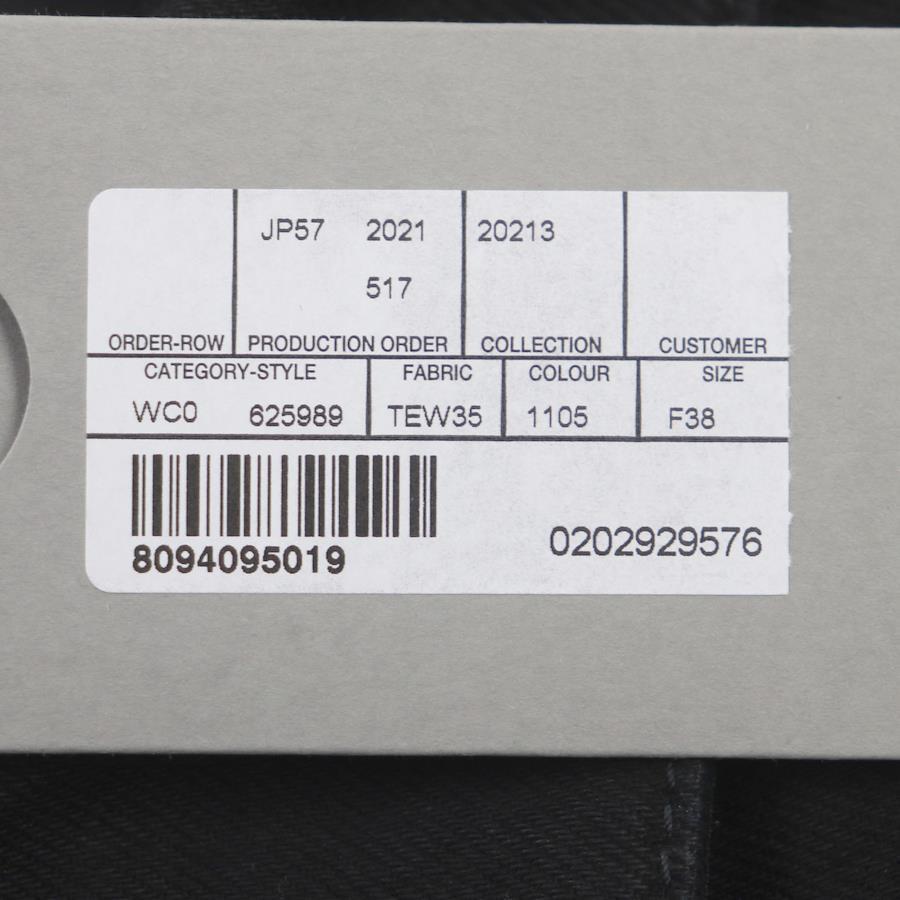 JP57 2021 20213
517
ORDER-ROW PRODUCTION ORDER COLLECTION CUSTOMER
CATEGORY-STYLE FABRIC COLOUR SIZE
WC0 625989 TEW35 1105 F38
8094095019 0202929576